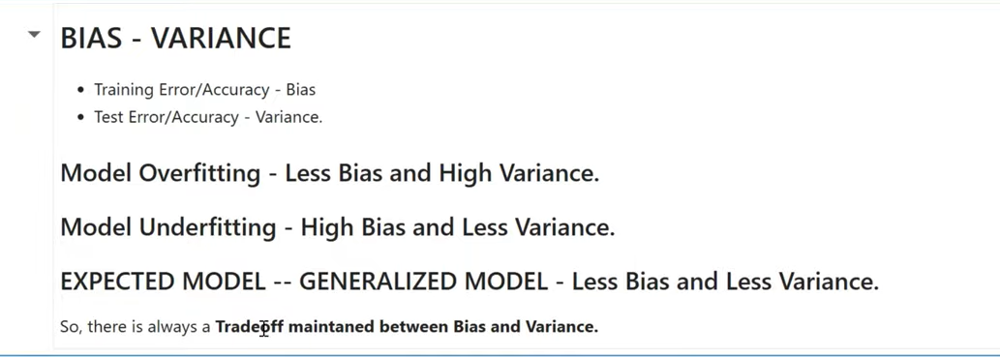 BIAS - VARIANCE
• Training Error/Accuracy - Bias
• Test Error/Accuracy - Variance.
Model Overfitting - Less Bias and High Variance.
Model Underfitting - High Bias and Less Variance.
EXPECTED MODEL -- GENERALIZED MODEL - Less Bias and Less Variance.
So, there is always a Tradeoff maintaned between Bias and Variance.